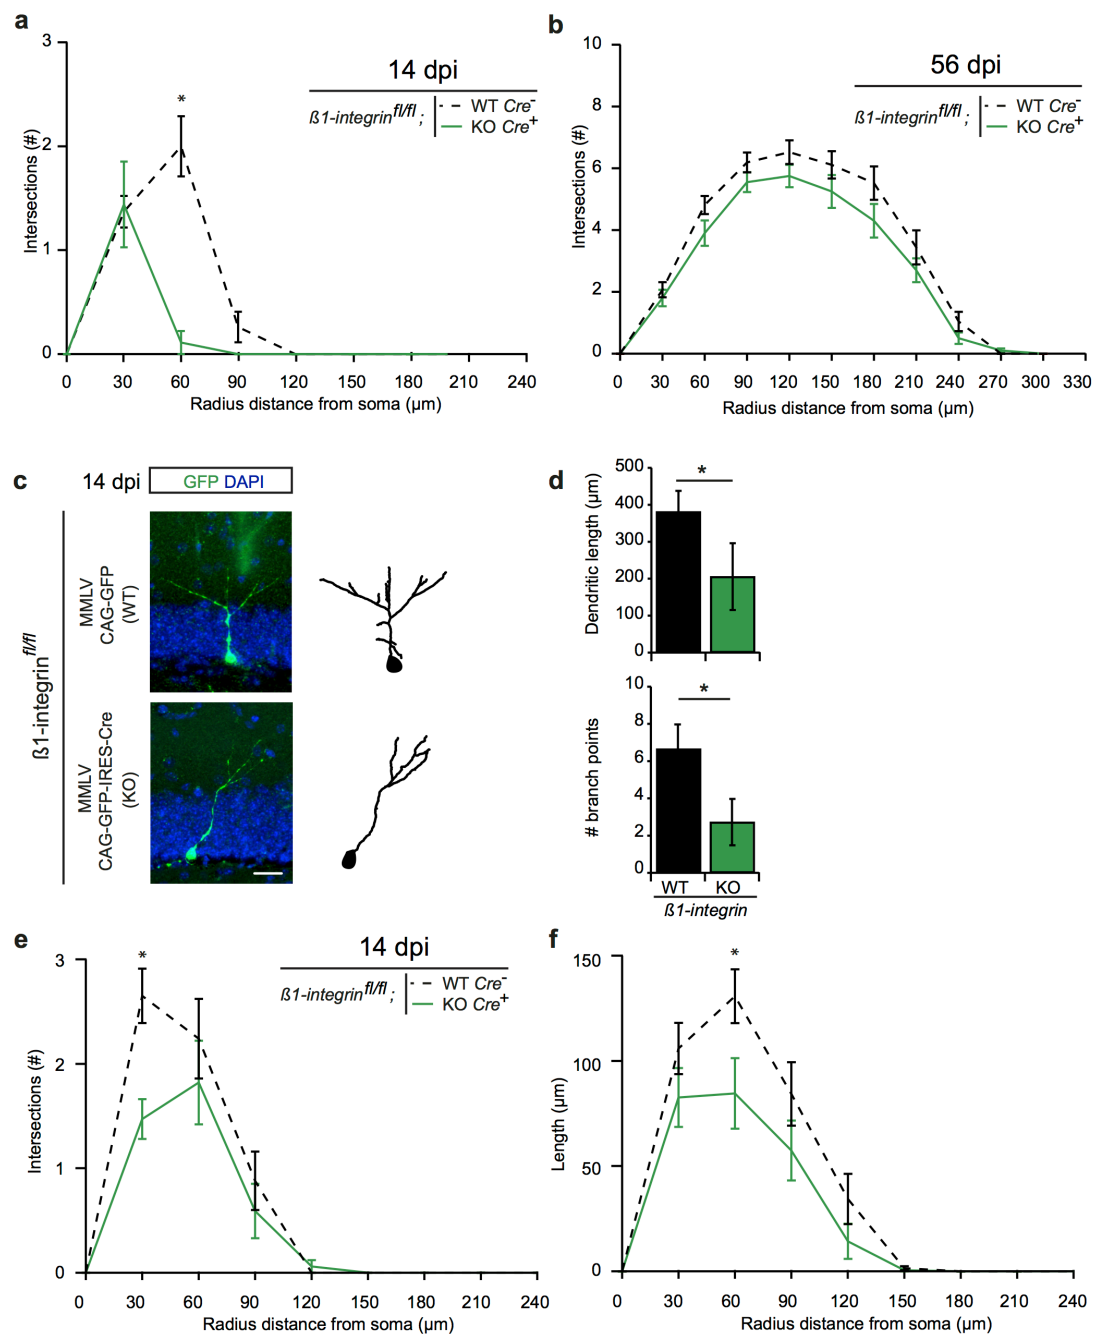 a
14 dpi
ß1-integrin fl/fl ;
WT Cre-
KO Cre+
*
Intersections (#)
3
2
1
0
0 30 60 90 120 150 180 210 240
Radius distance from soma (µm)
b
56 dpi
ß1-integrin fl/fl ;
WT Cre-
KO Cre+
Intersections (#)
10
8
6
4
2
0
0 30 60 90 120 150 180 210 240 270 300 330
Radius distance from soma (µm)
c
14 dpi
GFP DAPI
ß1-integrin fl/fl
MMLV
CAG-GFP
(WT)
MMLV
CAG-GFP-IRES-Cre
(KO)
d
Dendritic length (µm)
500
400
300
200
100
0
*
# branch points
10
8
6
4
2
0
*
WT KO
ß1-integrin
e
14 dpi
ß1-integrin fl/fl ;
WT Cre-
KO Cre+
*
Intersections (#)
3
2
1
0
0 30 60 90 120 150 180 210 240
Radius distance from soma (µm)
f
*
Length (µm)
150
100
50
0
0 30 60 90 120 150 180 210 240
Radius distance from soma (µm)